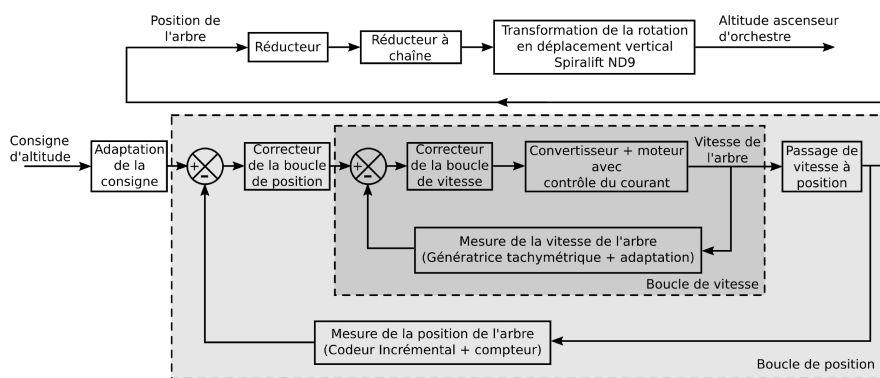 Position de
l'arbre
Réducteur
Réducteur à
chaîne
Transformation de la rotation
en déplacement vertical
Spiralift ND9
Altitude ascenseur
d'orchestre
Consigne
d'altitude
Adaptation
de la
consigne
+
-
Correcteur
de la boucle
de position
+
-
Correcteur
de la boucle
de vitesse
Convertisseur + moteur
avec
contrôle du courant
Vitesse de
l'arbre
Passage de
vitesse à
position
Mesure de la vitesse de l'arbre
(Génératrice tachymétrique + adaptation)
Boucle de vitesse
Mesure de la position de l'arbre
(Codeur Incrémental + compteur)
Boucle de position